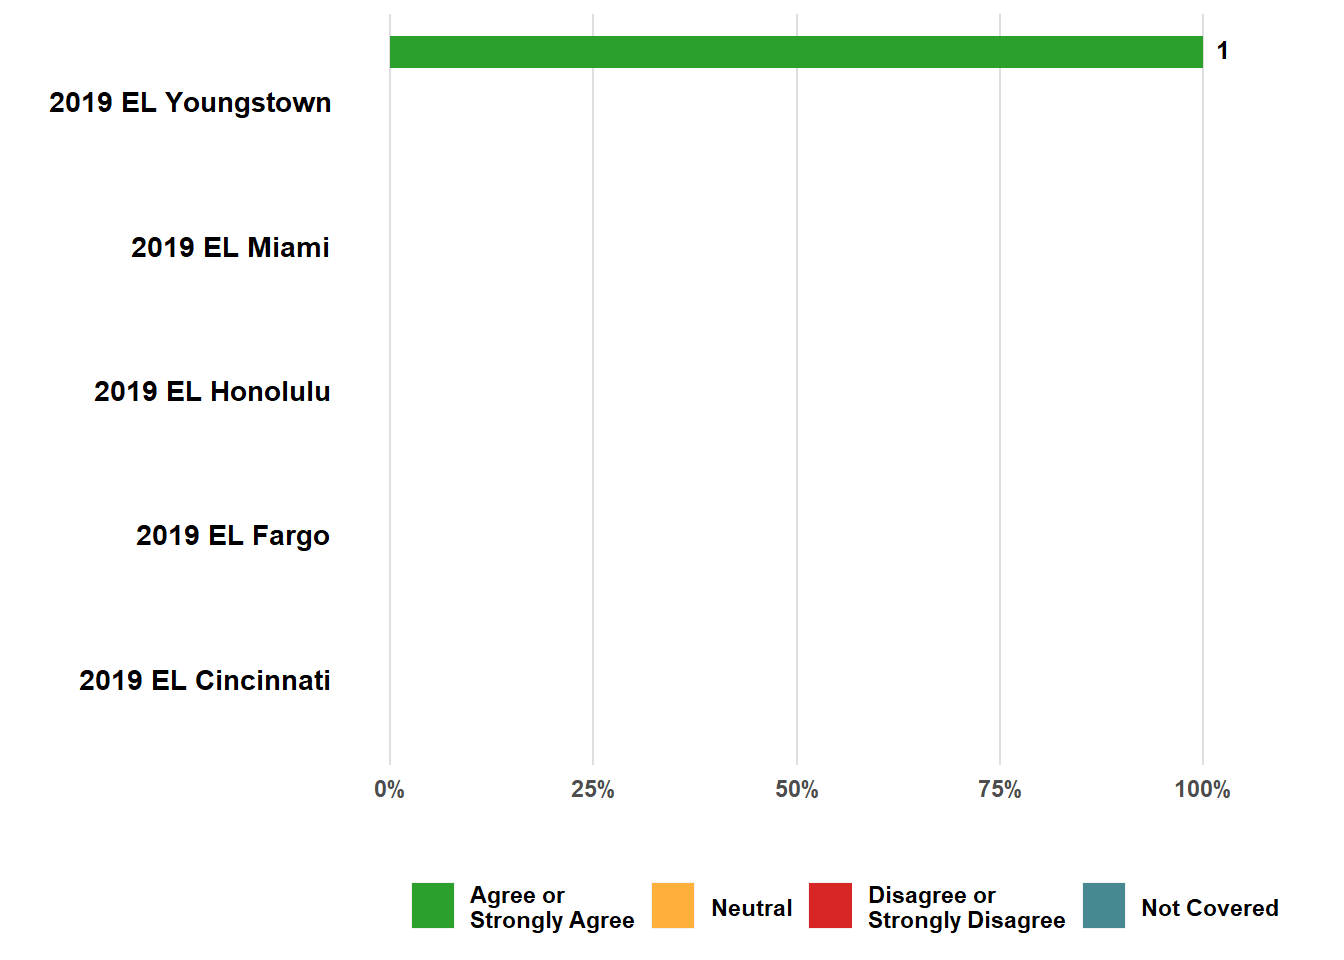 1
2019 EL Youngstown
2019 EL Miami
2019 EL Honolulu
2019 EL Fargo
2019 EL Cincinnati
0% 25% 50% 75% 100%
Agree or
Strongly Agree
Neutral
Disagree or
Strongly Disagree
Not Covered